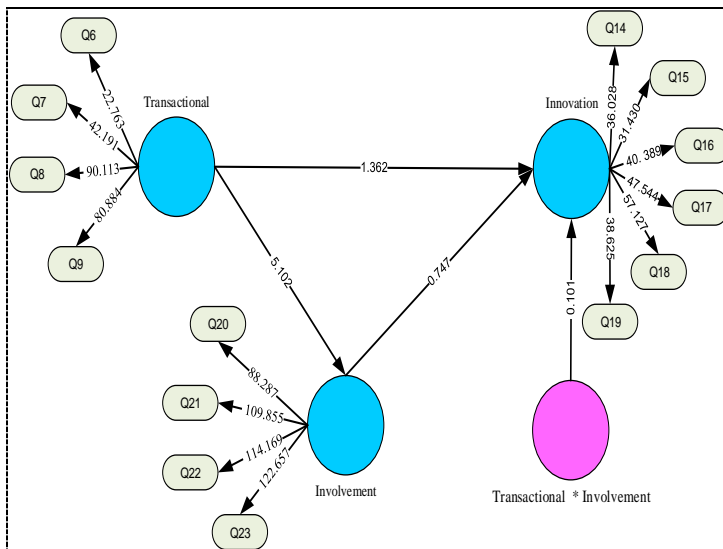 Q6
Q7
Q8
Q9
Transactional
22.763
42.191
90.113
80.884
Q14
Q15
Q16
Q17
Q18
Q19
Innovation
36.028
31.430
40.389
47.544
57.127
38.625
1.362
5.102
0.747
0.101
Q20
Q21
Q22
Q23
88.287
109.855
114.169
122.657
Involvement
Transactional * Involvement